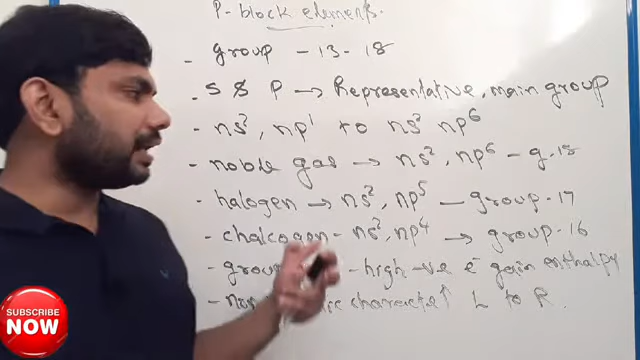 P-block elements.
- group - 13-18
- s & p → Representative, main group
- ns², np¹ to ns² np⁶
- noble gas → ns², np⁶ - g.18
- halogen → ns², np⁵ - group-17
- chalcogen - ns², np⁴ → group-16
- group - high -ve e⁻ gain enthalpy
- character ↑ L to R.
SUBSCRIBE
NOW